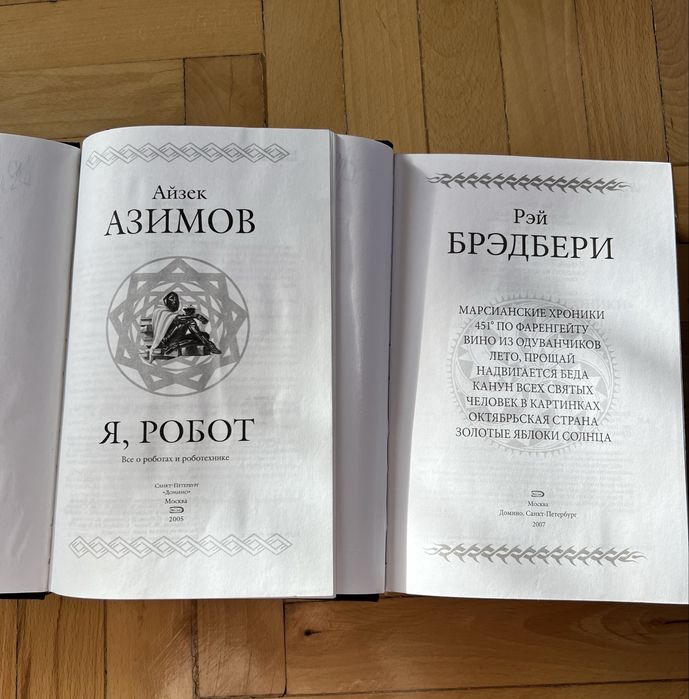 Айзек
АЗИМОВ
Я, РОБОТ
Все о роботах и роботехнике
Санкт-Петербург
«Домино»
Москва
2005
Рэй
БРЭДБЕРИ
МАРСИАНСКИЕ ХРОНИКИ
451° ПО ФАРЕНГЕЙТУ
ВИНО ИЗ ОДУВАНЧИКОВ
ЛЕТО, ПРОЩАЙ
НАДВИГАЕТСЯ БЕДА
КАНУН ВСЕХ СВЯТЫХ
ЧЕЛОВЕК В КАРТИНКАХ
ОКТЯБРЬСКАЯ СТРАНА
ЗОЛОТЫЕ ЯБЛОКИ СОЛНЦА
Москва
Домино, Санкт-Петербург
2007